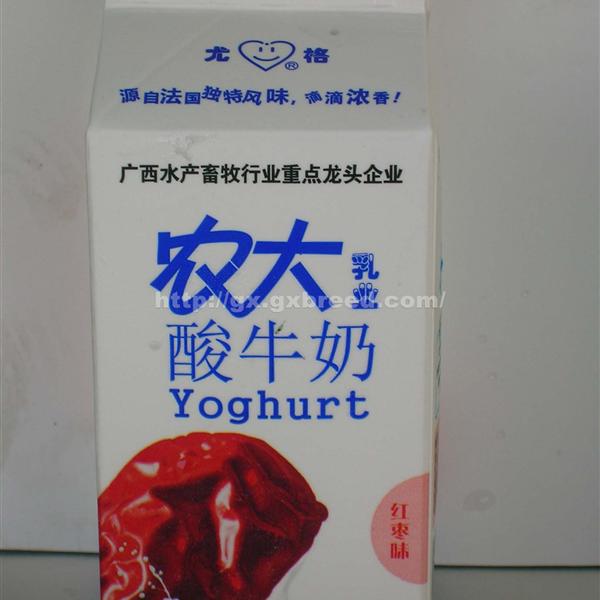 尤格
®
源自法国独特风味，滴滴浓香！
广西水产畜牧行业重点龙头企业
农大乳业
http://gx.gxbreed.com/
酸牛奶
Yoghurt
红枣味